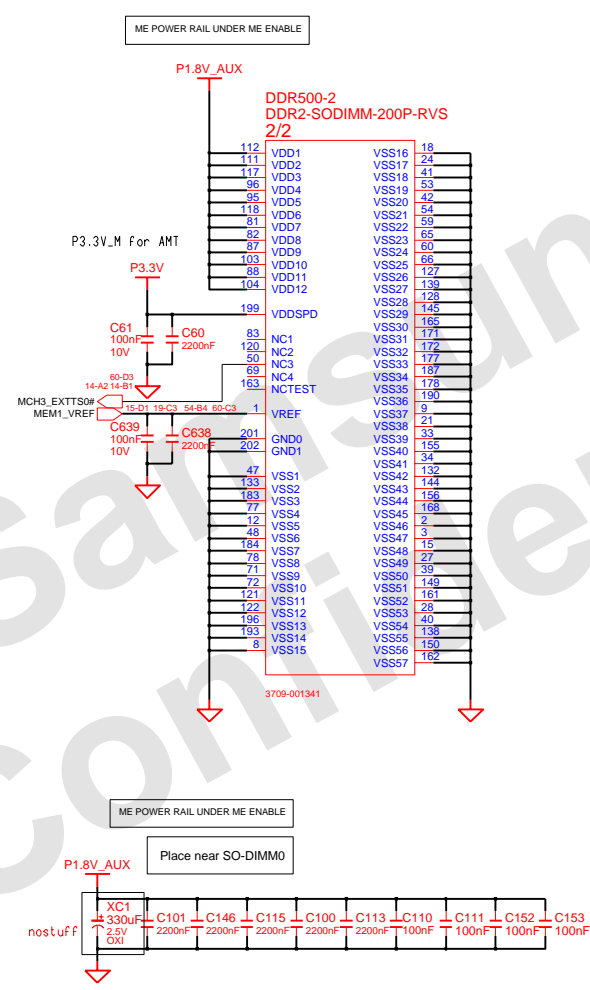 ME POWER RAIL UNDER ME ENABLE
P1.8V_AUX
DDR500-2
DDR2-SODIMM-200P-RVS
2/2
112 VDD1 VSS16 18
111 VDD2 VSS17 24
117 VDD3 VSS18 41
96 VDD4 VSS19 53
95 VDD5 VSS20 42
118 VDD6 VSS21 54
81 VDD7 VSS22 59
82 VDD8 VSS23 65
87 VDD9 VSS24 60
103 VDD10 VSS25 66
88 VDD11 VSS26 127
104 VDD12 VSS27 139
VSS28 128
P3.3V_M for AMT
P3.3V
199 VDDSPD VSS29 145
VSS30 165
C61 100nF 10V
C60 2200nF
83 NC1 VSS31 171
120 NC2 VSS32 172
50 NC3 VSS33 177
69 NC4 VSS34 187
163 NCTEST VSS35 178
VSS36 190
60-D3
14-A2 14-B1
MCH3_EXTTS0#
MEM1_VREF 15-D1 19-C3 54-B4 60-C3
1 VREF VSS37 9
VSS38 21
C639 100nF 10V
C638 2200nF
201 GND0 VSS39 33
202 GND1 VSS40 155
VSS41 34
47 VSS1 VSS42 132
133 VSS2 VSS43 144
183 VSS3 VSS44 156
77 VSS4 VSS45 168
12 VSS5 VSS46 2
48 VSS6 VSS47 3
184 VSS7 VSS48 15
78 VSS8 VSS49 27
71 VSS9 VSS50 39
72 VSS10 VSS51 149
121 VSS11 VSS52 161
122 VSS12 VSS53 28
196 VSS13 VSS54 40
193 VSS14 VSS55 138
8 VSS15 VSS56 150
VSS57 162
3709-001341
ME POWER RAIL UNDER ME ENABLE
Place near SO-DIMM0
P1.8V_AUX
nostuff
XC1 330uF 2.5V OXI
C101 2200nF
C146 2200nF
C115 2200nF
C100 2200nF
C113 2200nF
C110 100nF
C111 100nF
C152 100nF
C153 100nF